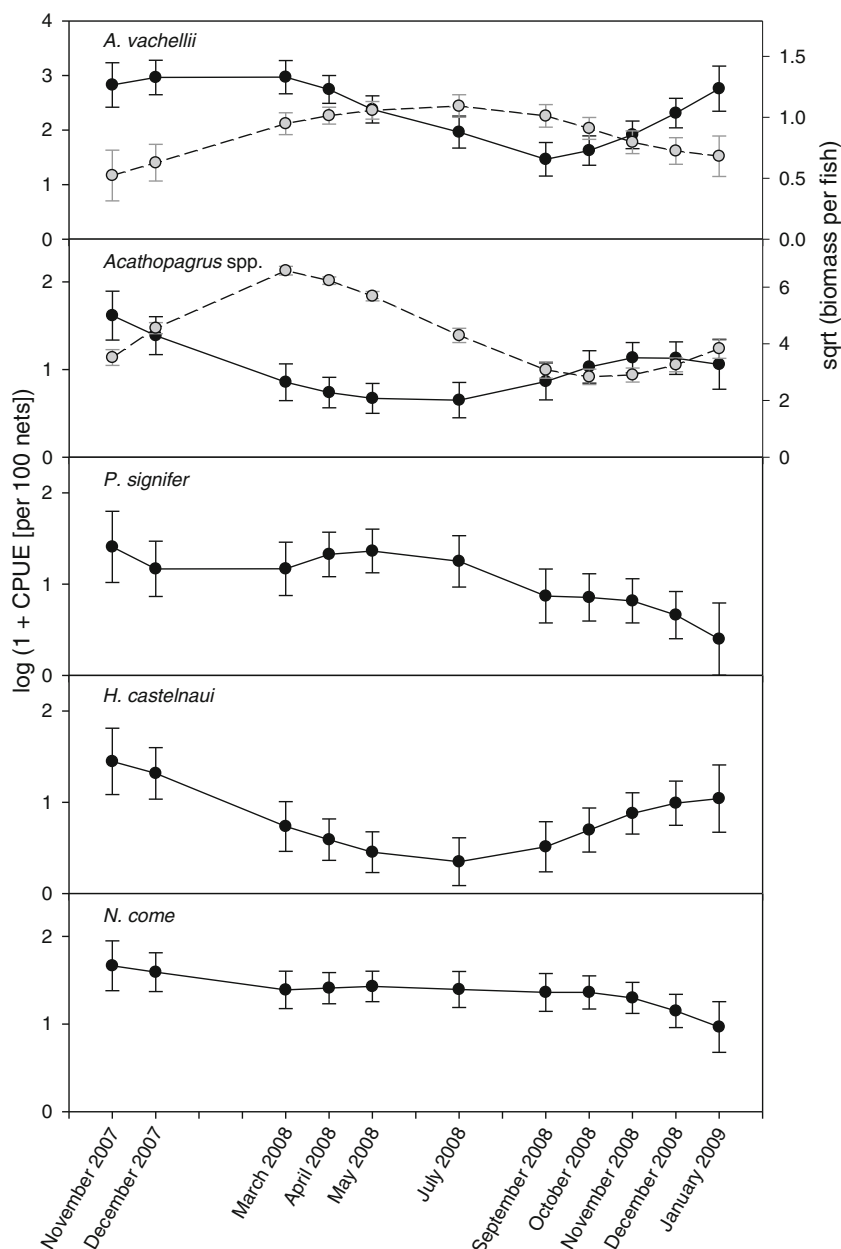 4
3
2
1
0
A. vachellii
1.5
1.0
0.5
0.0
2
1
0
Acathopagrus spp.
6
4
2
0
2
1
0
P. signifer
2
1
0
H. castelnaui
2
1
0
N. come
log (1 + CPUE [per 100 nets])
sqrt (biomass per fish)
November 2007
December 2007
March 2008
April 2008
May 2008
July 2008
September 2008
October 2008
November 2008
December 2008
January 2009